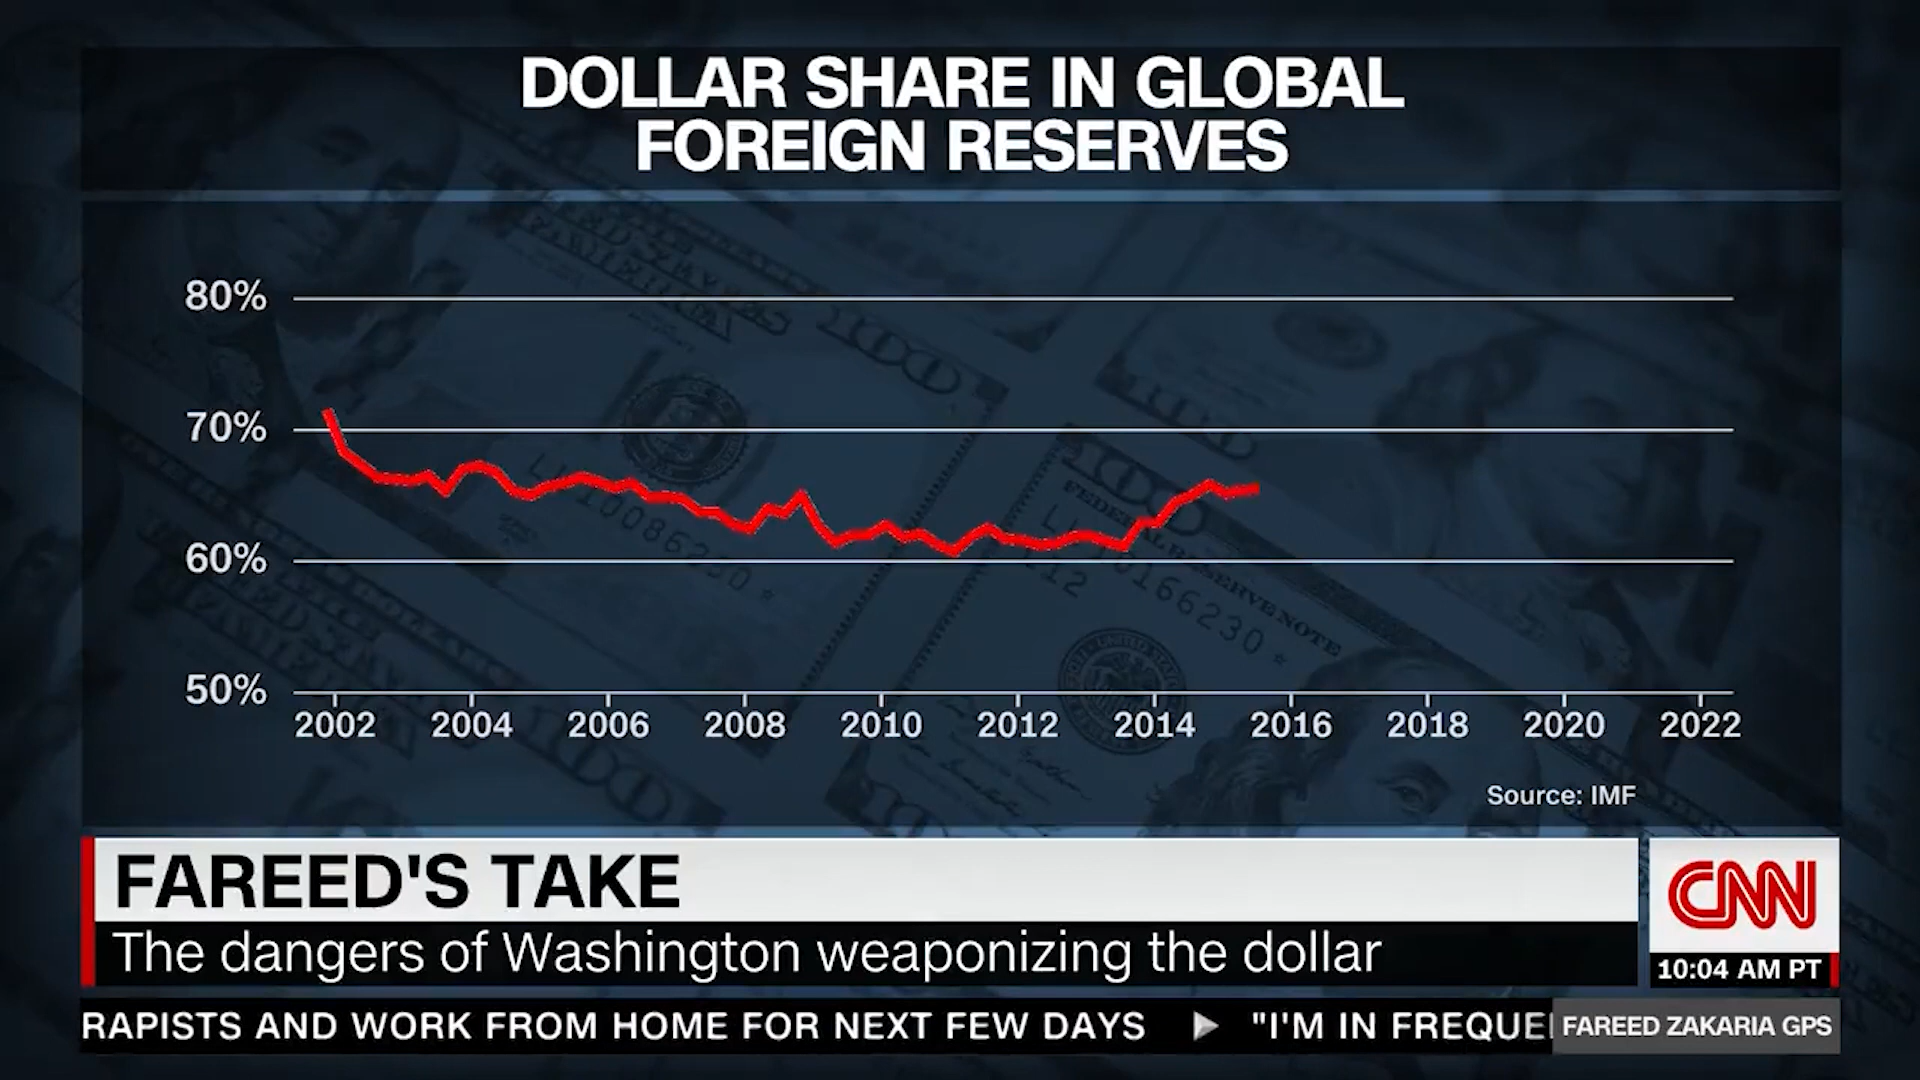 DOLLAR SHARE IN GLOBAL
FOREIGN RESERVES
80%
70%
60%
50%
2002 2004 2006 2008 2010 2012 2014 2016 2018 2020 2022
Source: IMF
FAREED'S TAKE
The dangers of Washington weaponizing the dollar
CNN
10:04 AM PT
RAPISTS AND WORK FROM HOME FOR NEXT FEW DAYS ▶ "I'M IN
FAREED ZAKARIA GPS